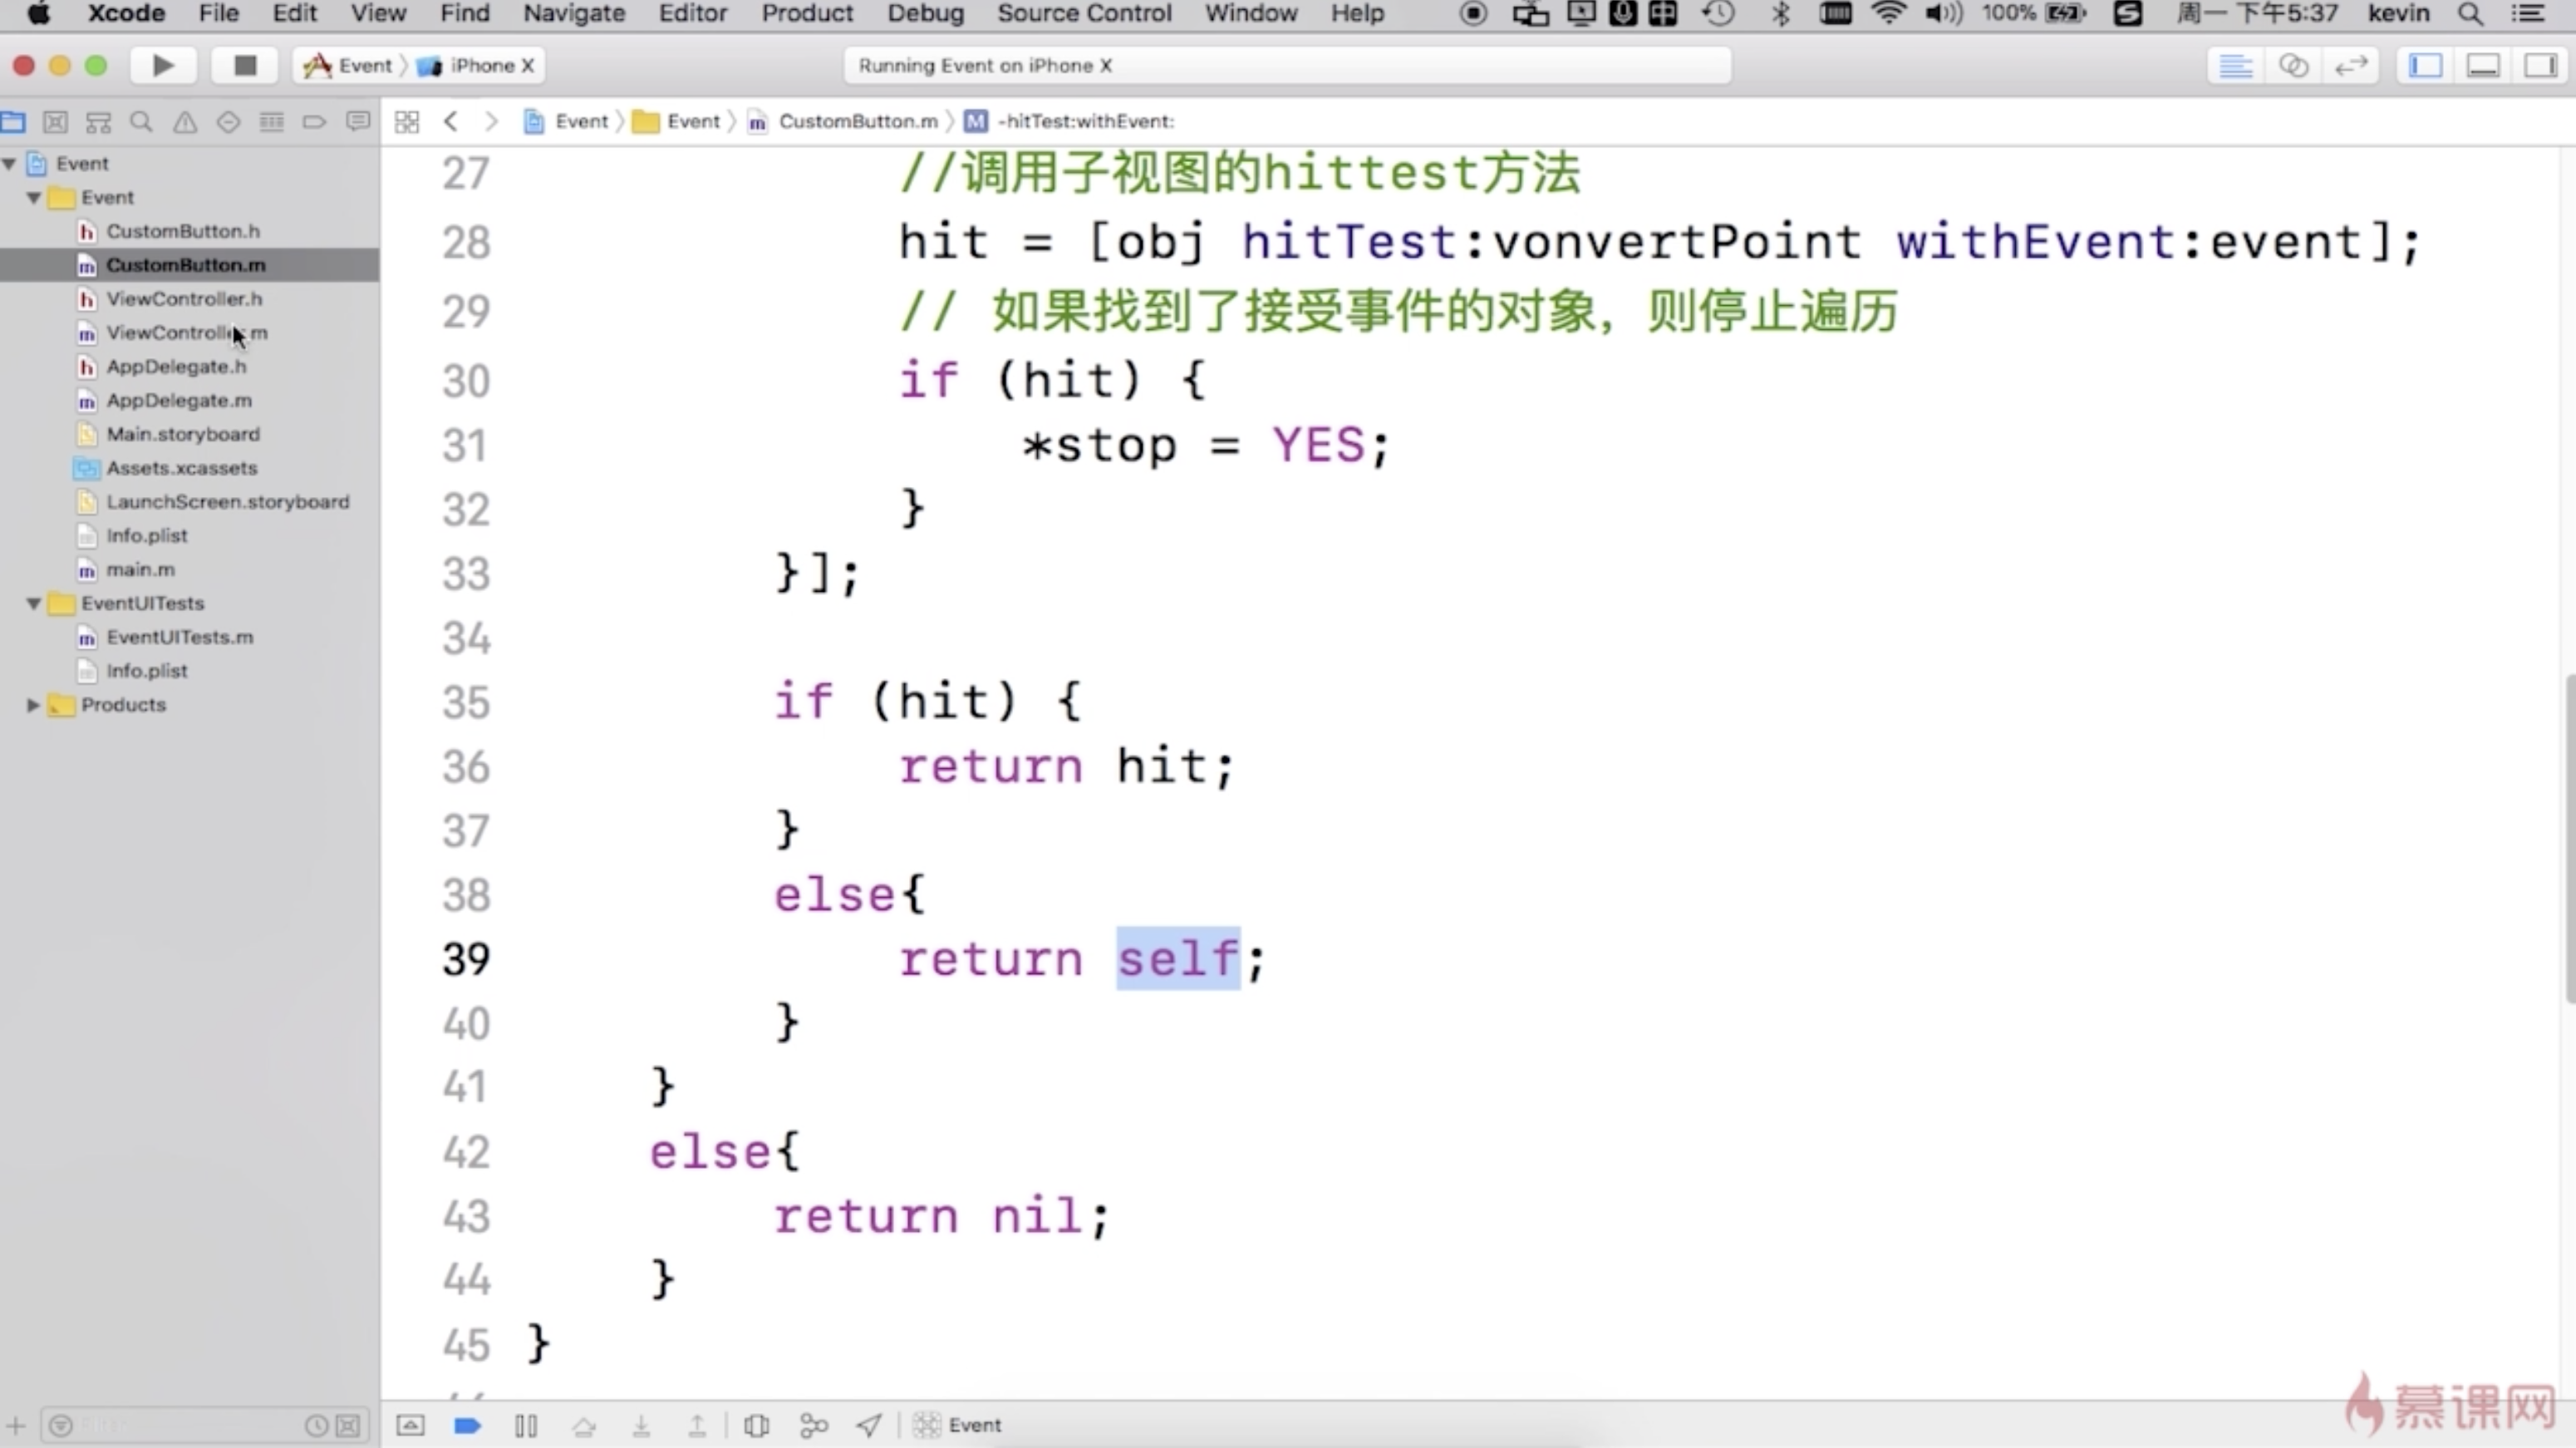 Xcode File Edit View Find Navigate Editor Product Debug Source Control Window Help 100% 周一 下午5:37 kevin
Event iPhone X
Running Event on iPhone X
Event Event CustomButton.m -hitTest:withEvent:
Event
Event
CustomButton.h
CustomButton.m
ViewController.h
ViewController.m
AppDelegate.h
AppDelegate.m
Main.storyboard
Assets.xcassets
LaunchScreen.storyboard
Info.plist
main.m
EventUITests
EventUITests.m
Info.plist
Products
27 //调用子视图的hittest方法
28 hit = [obj hitTest:vonvertPoint withEvent:event];
29 // 如果找到了接受事件的对象，则停止遍历
30 if (hit) {
31 *stop = YES;
32 }
33 }];
34
35 if (hit) {
36 return hit;
37 }
38 else{
39 return self;
40 }
41 }
42 else{
43 return nil;
44 }
45 }
Event
慕课网